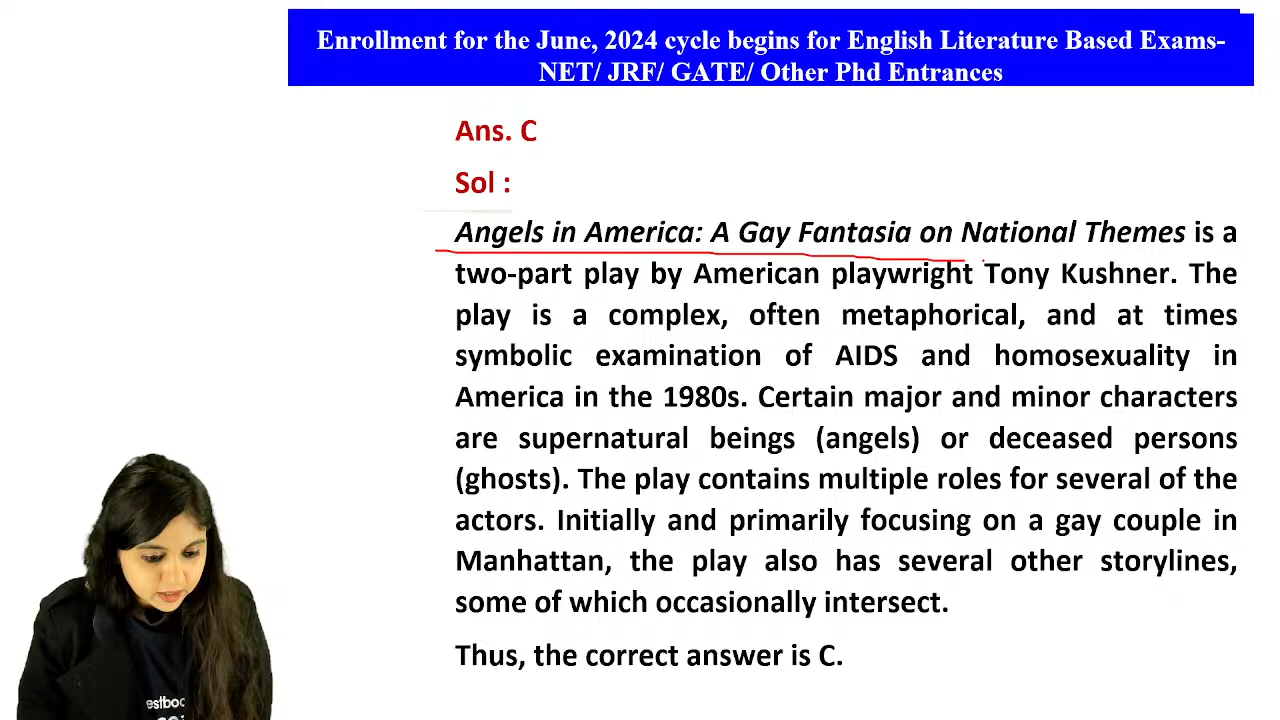 Enrollment for the June, 2024 cycle begins for English Literature Based Exams-
NET/ JRF/ GATE/ Other Phd Entrances
Ans. C
Sol :
Angels in America: A Gay Fantasia on National Themes is a
two-part play by American playwright Tony Kushner. The
play is a complex, often metaphorical, and at times
symbolic examination of AIDS and homosexuality in
America in the 1980s. Certain major and minor characters
are supernatural beings (angels) or deceased persons
(ghosts). The play contains multiple roles for several of the
actors. Initially and primarily focusing on a gay couple in
Manhattan, the play also has several other storylines,
some of which occasionally intersect.
Thus, the correct answer is C.